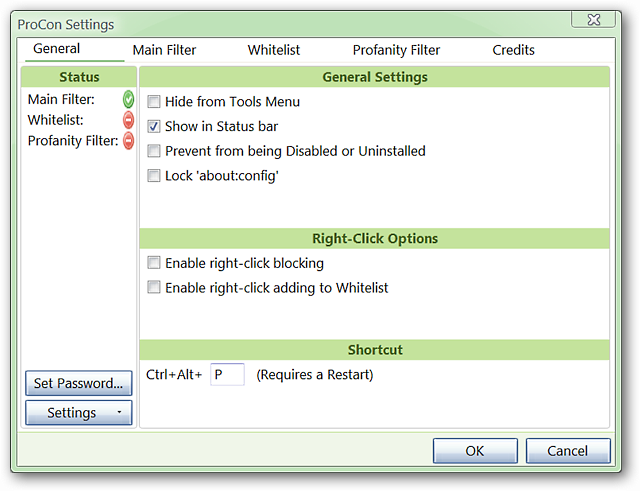 ProCon Settings
General Main Filter Whitelist Profanity Filter Credits
Status
Main Filter:
Whitelist:
Profanity Filter:
Set Password...
Settings
General Settings
Hide from Tools Menu
Show in Status bar
Prevent from being Disabled or Uninstalled
Lock 'about:config'
Right-Click Options
Enable right-click blocking
Enable right-click adding to Whitelist
Shortcut
Ctrl+Alt+ P (Requires a Restart)
OK Cancel